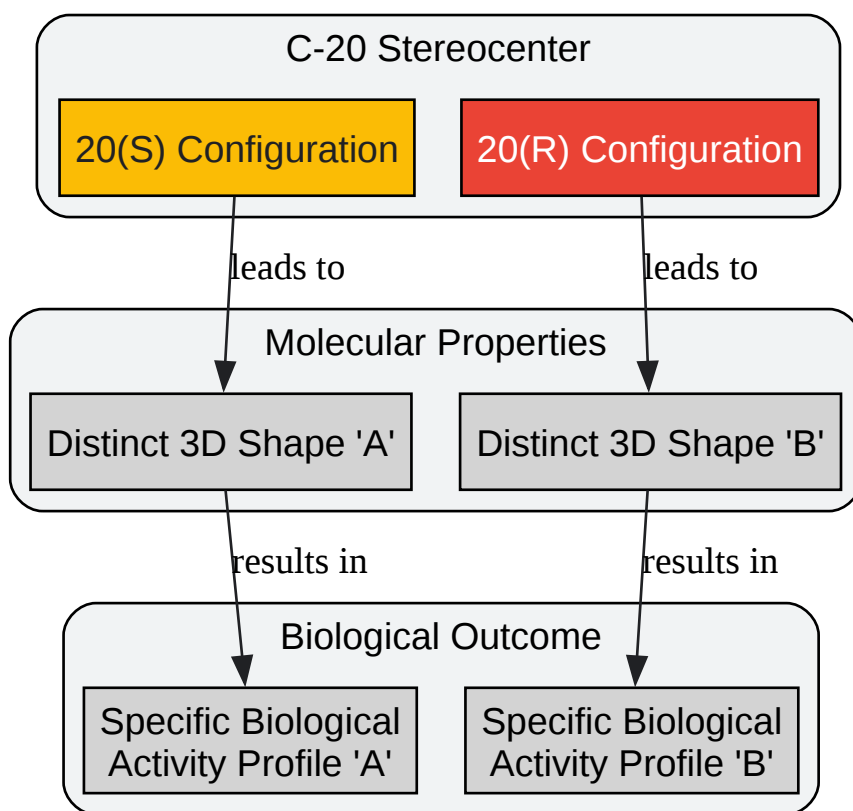 C-20 Stereocenter
20(S) Configuration
20(R) Configuration
leads to
leads to
Molecular Properties
Distinct 3D Shape 'A'
Distinct 3D Shape 'B'
results in
results in
Biological Outcome
Specific Biological
Activity Profile 'A'
Specific Biological
Activity Profile 'B'